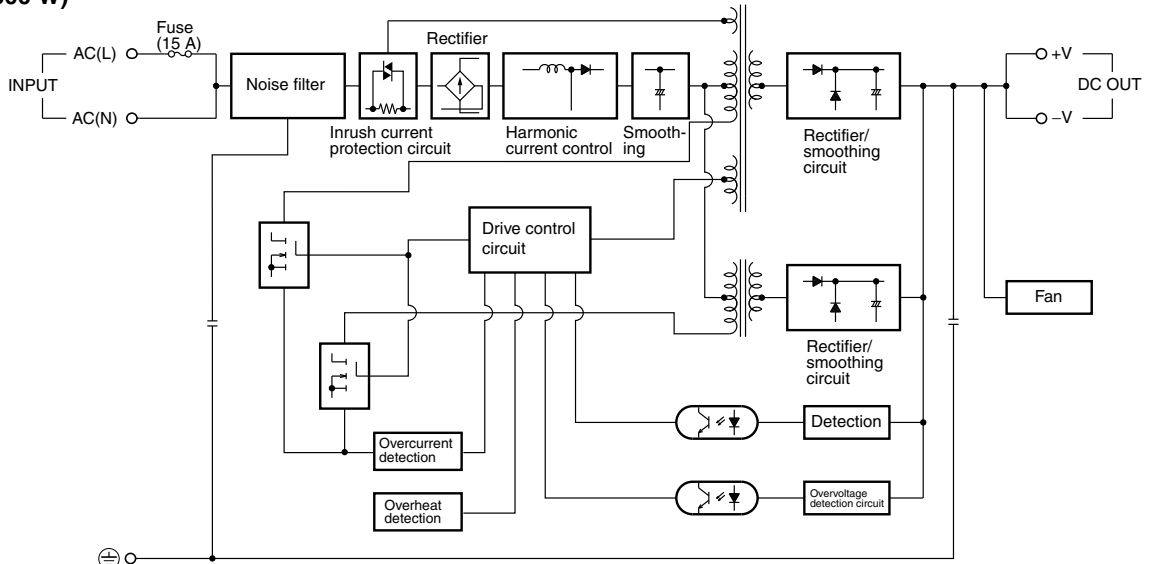 Fuse
(15 A)
Rectifier
AC(L)
INPUT
AC(N)
Noise filter
+V
DC OUT
−V
Inrush current
protection circuit
Harmonic
current control
Smooth-
ing
Rectifier/
smoothing
circuit
Drive control
circuit
Fan
Rectifier/
smoothing
circuit
Detection
Overcurrent
detection
Overvoltage
detection circuit
Overheat
detection